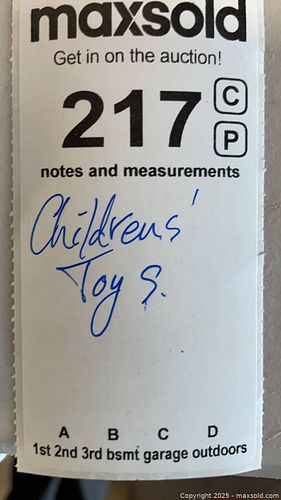 maxsold
Get in on the auction!
217 C
P
notes and measurements
Childrens'
Toys.
A B C D
1st 2nd 3rd bsmt garage outdoors
Copyright © 2025 - maxsold.com